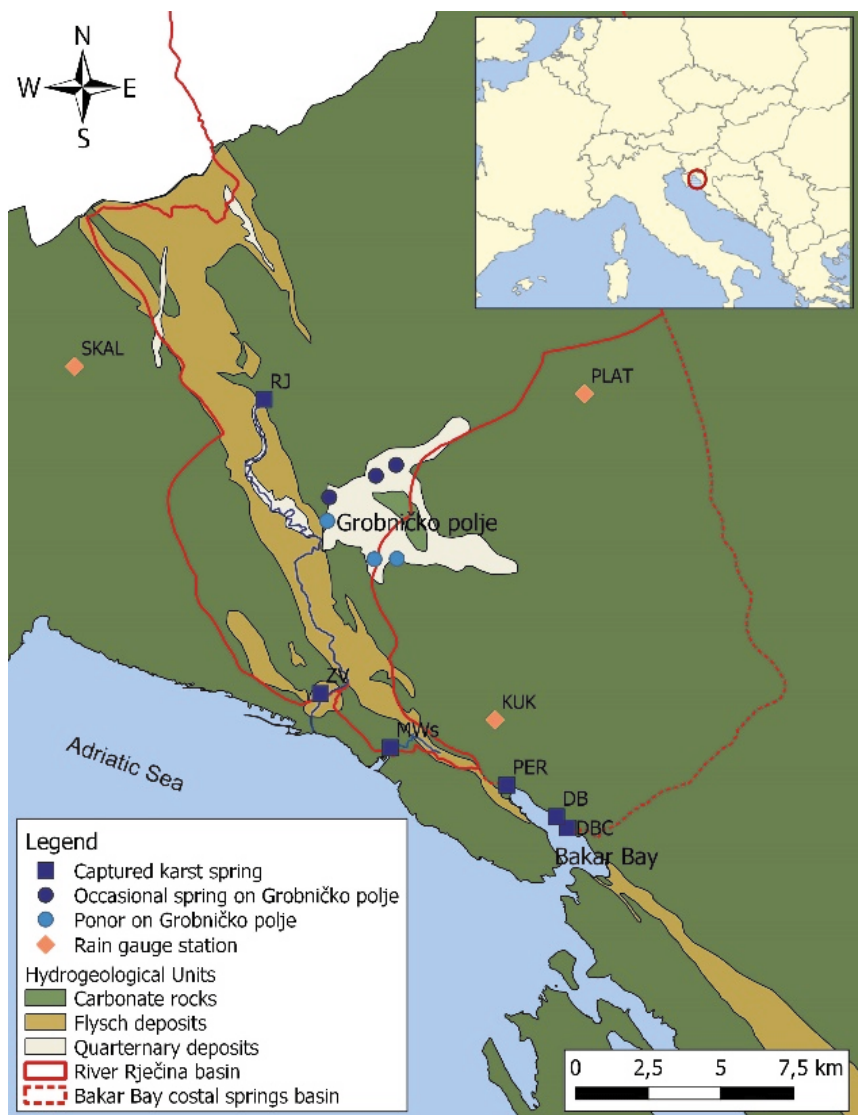 N
W E
S
SKAL
RJ
PLAT
Grobničko polje
ZV
KUK
MWs
Adriatic Sea
PER
DB
DBC
Bakar Bay
Legend
Captured karst spring
Occasional spring on Grobničko polje
Ponor on Grobničko polje
Rain gauge station
Hydrogeological Units
Carbonate rocks
Flysch deposits
Quarternary deposits
River Rječina basin
Bakar Bay costal springs basin
0 2,5 5 7,5 km